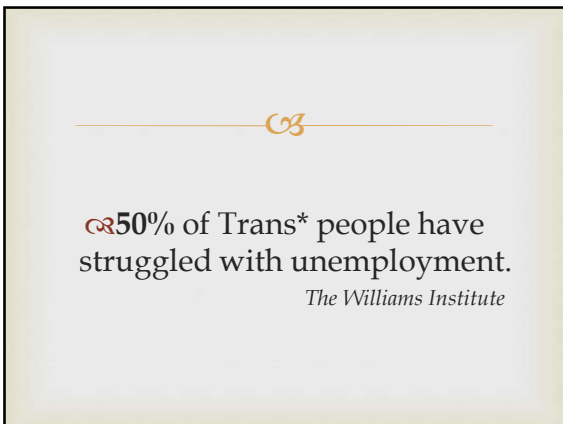 50% of Trans* people have
struggled with unemployment.
The Williams Institute